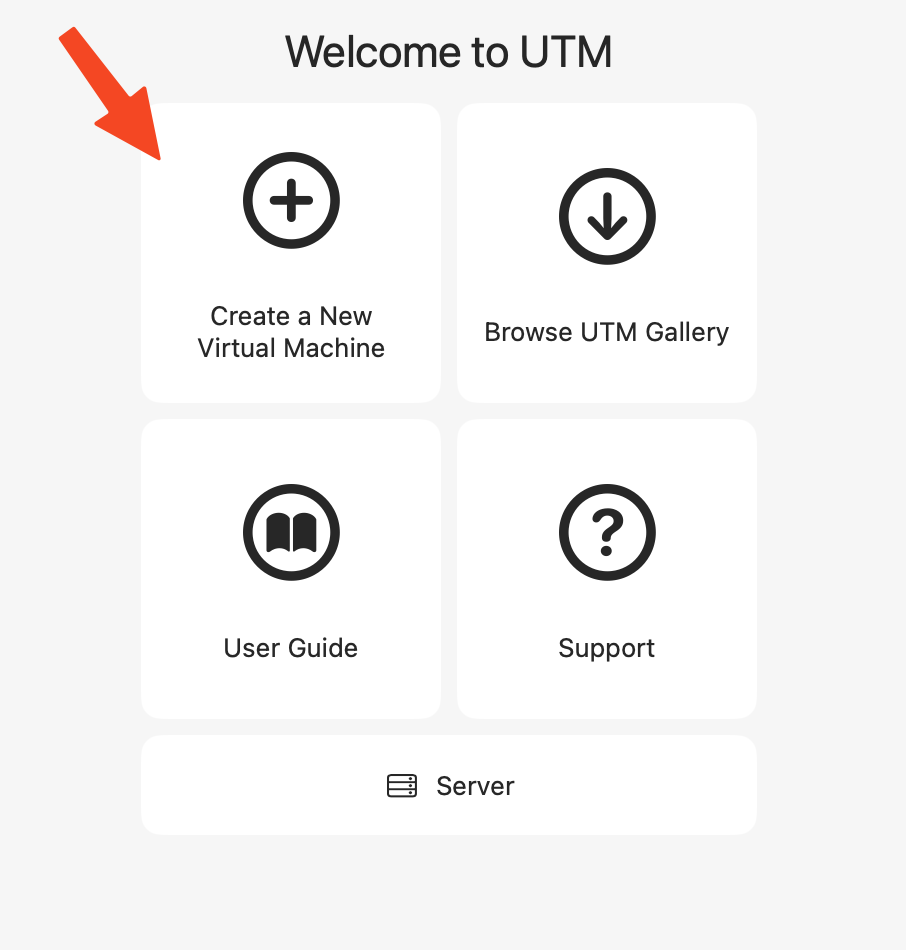 Welcome to UTM
Create a New
Virtual Machine
Browse UTM Gallery
User Guide
Support
Server